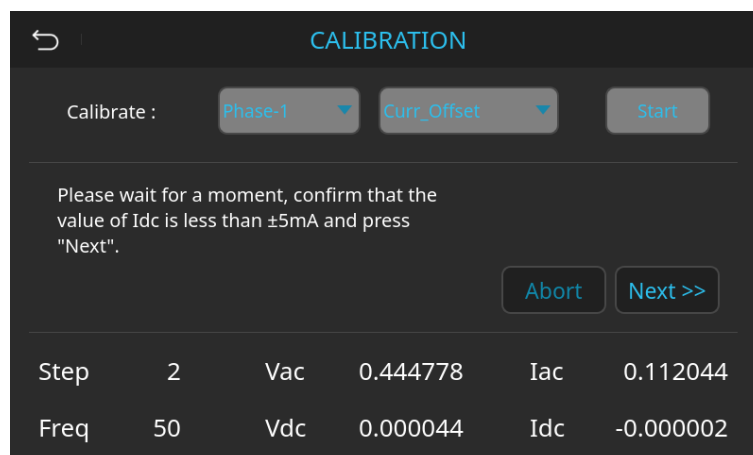 CALIBRATION
Calibrate : Phase-1 Curr_Offset Start
Please wait for a moment, confirm that the
value of Idc is less than ±5mA and press
"Next".
Abort Next >>
Step 2 Vac 0.444778 Iac 0.112044
Freq 50 Vdc 0.000044 Idc -0.000002